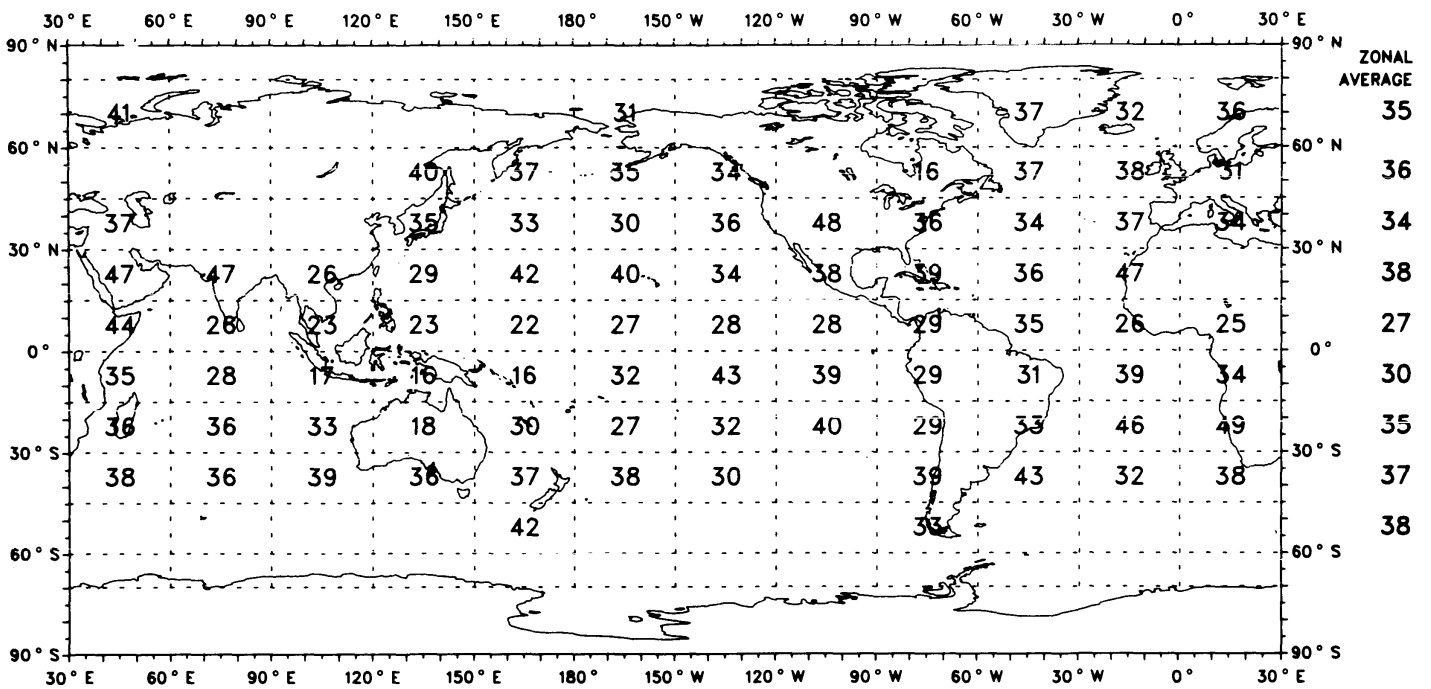 30° E 60° E 90° E 120° E 150° E 180° 150° W 120° W 90° W 60° W 30° W 0° 30° E
90° N 90° N
ZONAL
AVERAGE
41 31 37 32 36 35
60° N 60° N
40 37 35 34 16 37 38 31 36
37 35 33 30 36 48 36 34 37 34 34
30° N 30° N
47 47 26 29 42 40 34 38 39 36 47 38
44 26 23 23 22 27 28 28 29 35 26 25 27
0° 0°
35 28 17 16 16 32 43 39 29 31 39 34 30
36 36 33 18 30 27 32 40 29 33 46 49 35
30° S 30° S
38 36 39 36 37 38 30 39 43 32 38 37
42 33 38
60° S 60° S
90° S 90° S
30° E 60° E 90° E 120° E 150° E 180° 150° W 120° W 90° W 60° W 30° W 0° 30° E